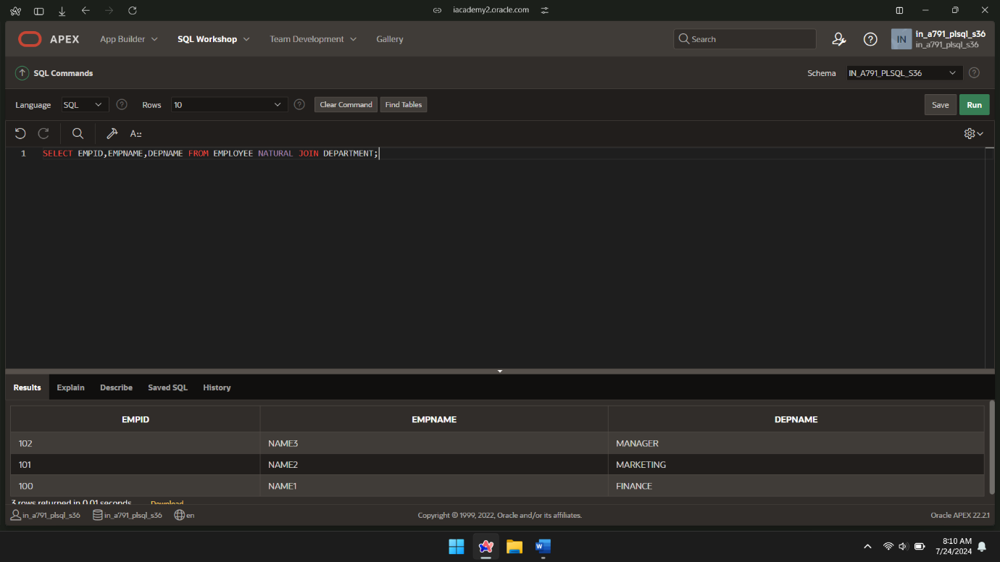 iacademy2.oracle.com
APEX App Builder SQL Workshop Team Development Gallery Search IN in_a791_plsql_s36
in_a791_plsql_s36
SQL Commands Schema IN_A791_PLSQL_S36
Language SQL Rows 10 Clear Command Find Tables Save Run
A::
1 SELECT EMPID,EMPNAME,DEPNAME FROM EMPLOYEE NATURAL JOIN DEPARTMENT;
Results Explain Describe Saved SQL History
EMPID EMPNAME DEPNAME
102 NAME3 MANAGER
101 NAME2 MARKETING
100 NAME1 FINANCE
3 rows returned in 0.01 seconds Download
in_a791_plsql_s36 in_a791_plsql_s36 en Copyright © 1999, 2022, Oracle and/or its affiliates. Oracle APEX 22.2.1
8:10 AM
7/24/2024